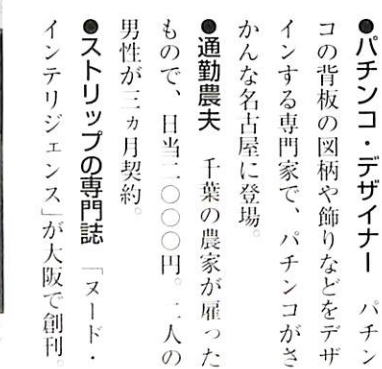 ●パチンコ・デザイナー　パチン
コの背板の図柄や飾りなどをデザ
インする専門家で、パチンコがさ
かんな名古屋に登場。
●通勤農夫　千葉の農家が雇った
もので、日当二〇〇〇円。二人の
男性が三ヵ月契約。
●ストリップの専門誌　「ヌード・
インテリジェンス」が大阪で創刊。